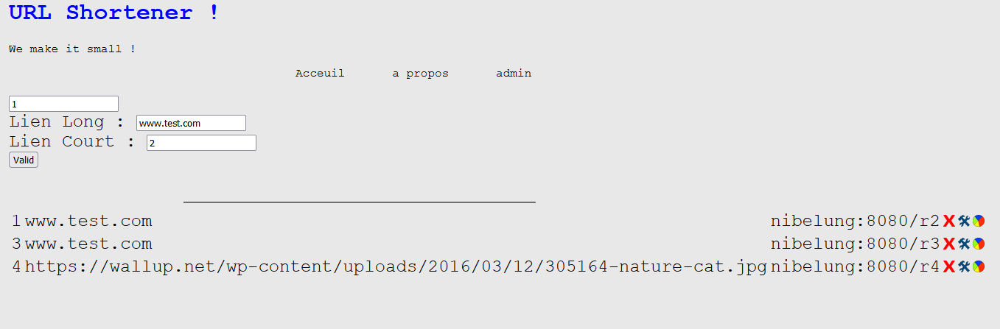 URL Shortener !
We make it small !
Acceuil a propos admin
1
Lien Long : www.test.com
Lien Court : 2
Valid
1 www.test.com nibelung:8080/r2 X
3 www.test.com nibelung:8080/r3 X
4 https://wallup.net/wp-content/uploads/2016/03/12/305164-nature-cat.jpg nibelung:8080/r4 X